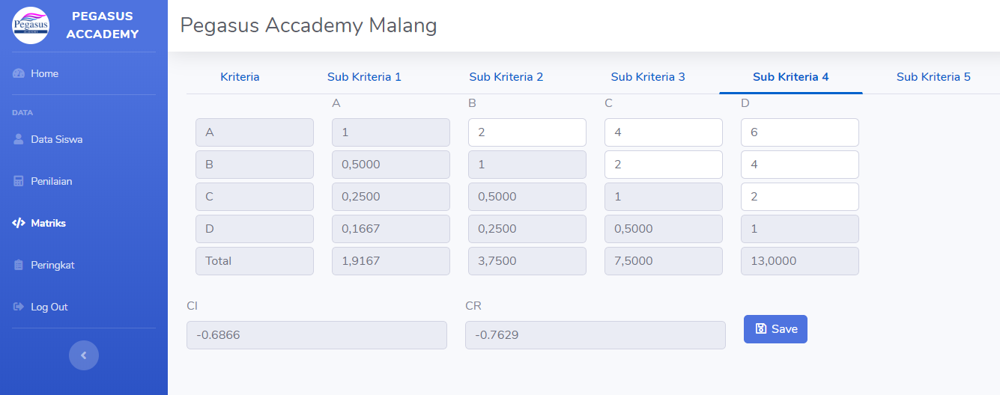 Pegasus
PEGASUS
ACCADEMY
Home
DATA
Data Siswa
Penilaian
Matriks
Peringkat
Log Out
Pegasus Accademy Malang
Kriteria Sub Kriteria 1 Sub Kriteria 2 Sub Kriteria 3 Sub Kriteria 4 Sub Kriteria 5
A B C D
A 1 2 4 6
B 0,5000 1 2 4
C 0,2500 0,5000 1 2
D 0,1667 0,2500 0,5000 1
Total 1,9167 3,7500 7,5000 13,0000
CI CR
-0.6866 -0.7629 Save